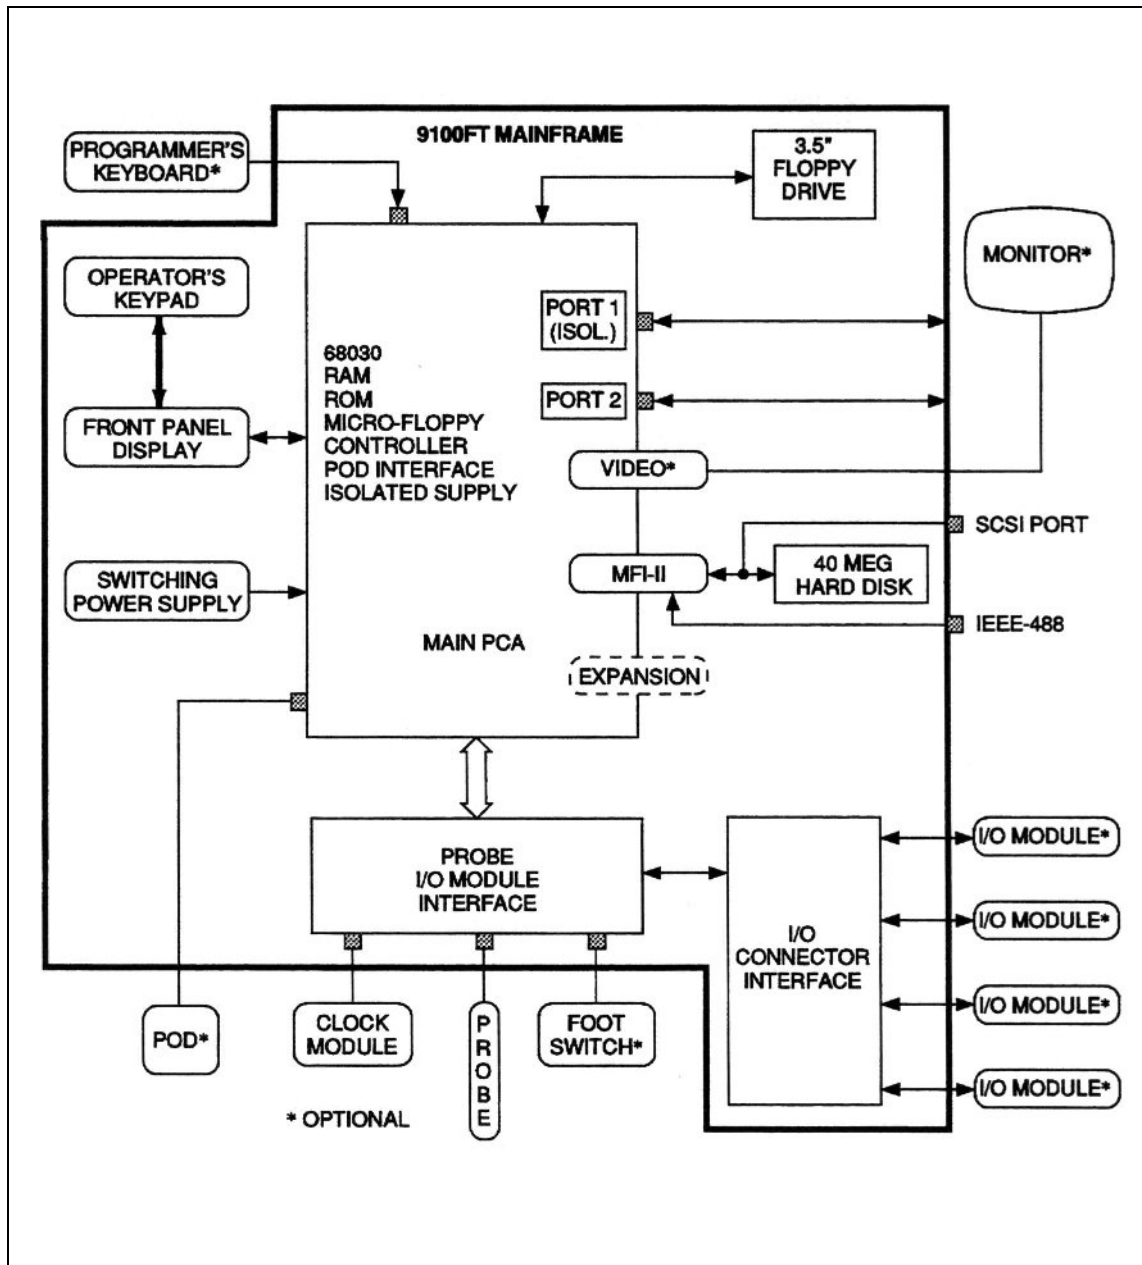 9100FT MAINFRAME
PROGRAMMER'S
KEYBOARD*
3.5"
FLOPPY
DRIVE
OPERATOR'S
KEYPAD
MONITOR*
PORT 1
(ISOL.)
68030
RAM
ROM
MICRO-FLOPPY
CONTROLLER
POD INTERFACE
ISOLATED SUPPLY
PORT 2
FRONT PANEL
DISPLAY
VIDEO*
SCSI PORT
SWITCHING
POWER SUPPLY
MFI-II
40 MEG
HARD DISK
IEEE-488
MAIN PCA
EXPANSION
PROBE
I/O MODULE
INTERFACE
I/O
CONNECTOR
INTERFACE
I/O MODULE*
I/O MODULE*
I/O MODULE*
I/O MODULE*
POD*
CLOCK
MODULE
PROBE
FOOT
SWITCH*
* OPTIONAL